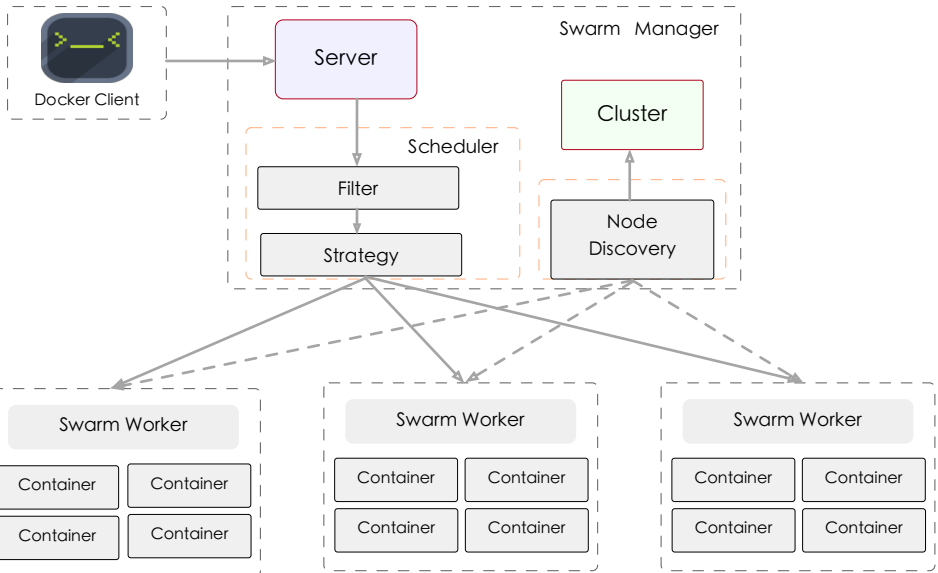 Docker Client
Server
Swarm Manager
Cluster
Scheduler
Filter
Strategy
Node
Discovery
Swarm Worker
Container
Container
Container
Container
Swarm Worker
Container
Container
Container
Container
Swarm Worker
Container
Container
Container
Container